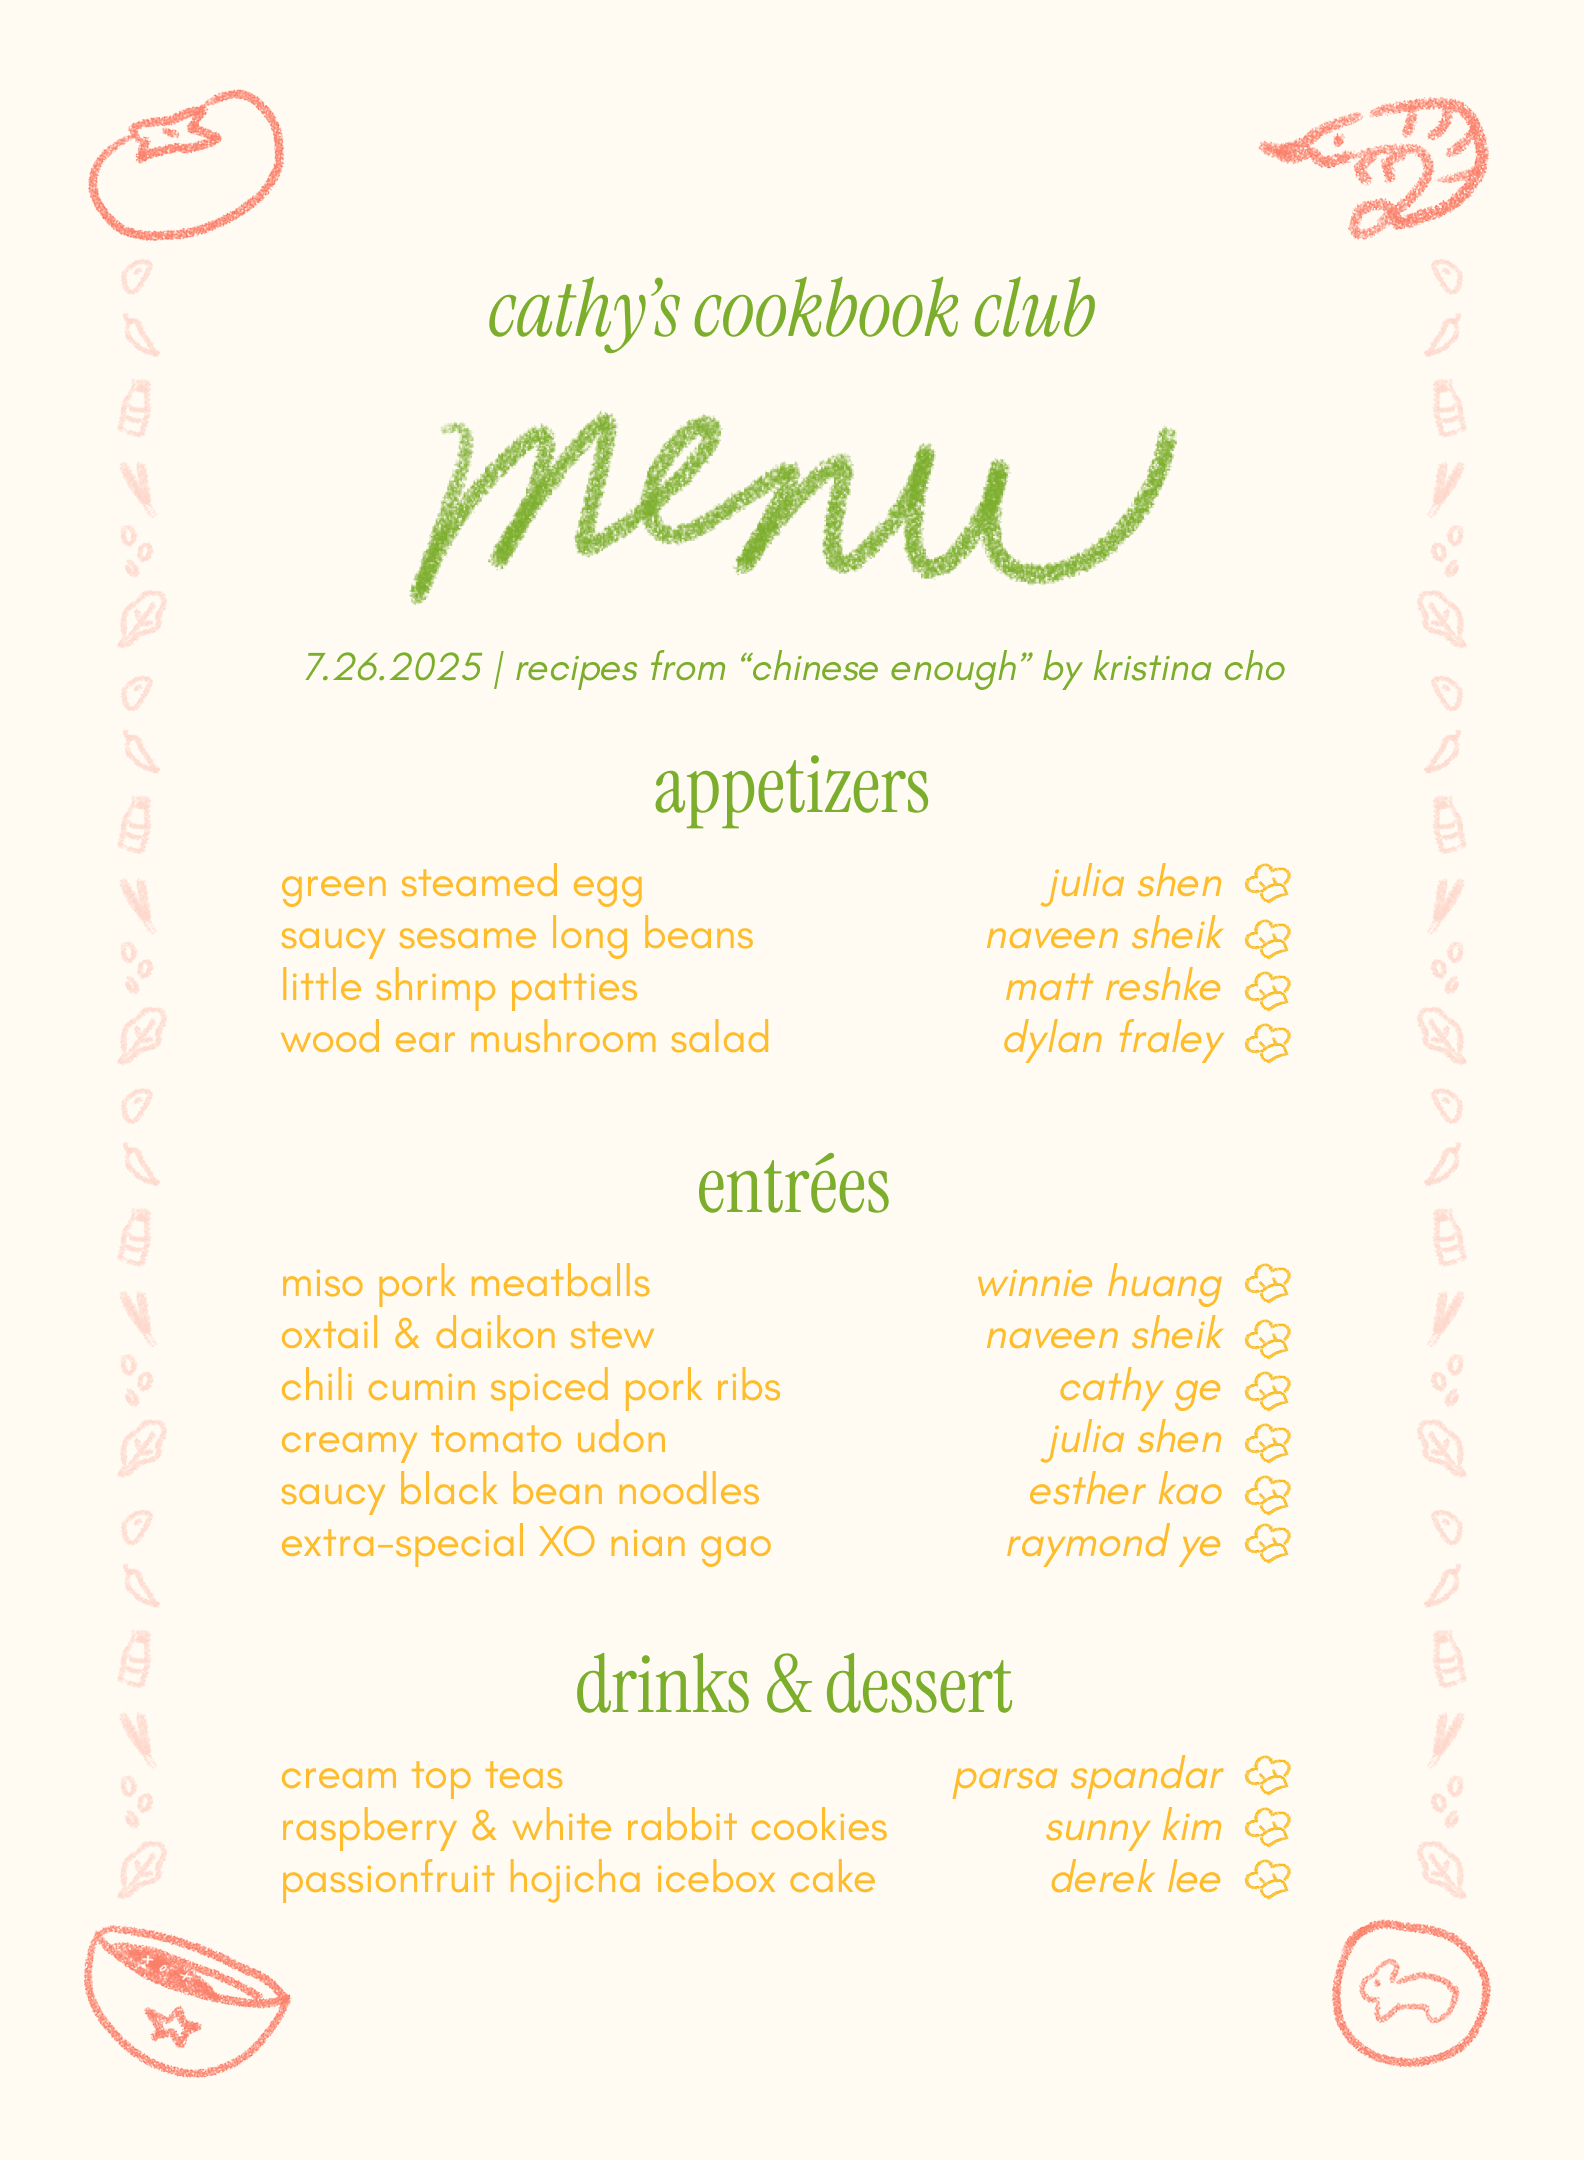 cathy's cookbook club
menu
7.26.2025 | recipes from “chinese enough” by kristina cho
appetizers
green steamed egg julia shen
saucy sesame long beans naveen sheik
little shrimp patties matt reshke
wood ear mushroom salad dylan fraley
entrées
miso pork meatballs winnie huang
oxtail & daikon stew naveen sheik
chili cumin spiced pork ribs cathy ge
creamy tomato udon julia shen
saucy black bean noodles esther kao
extra-special XO nian gao raymond ye
drinks & dessert
cream top teas parsa spandar
raspberry & white rabbit cookies sunny kim
passionfruit hojicha icebox cake derek lee